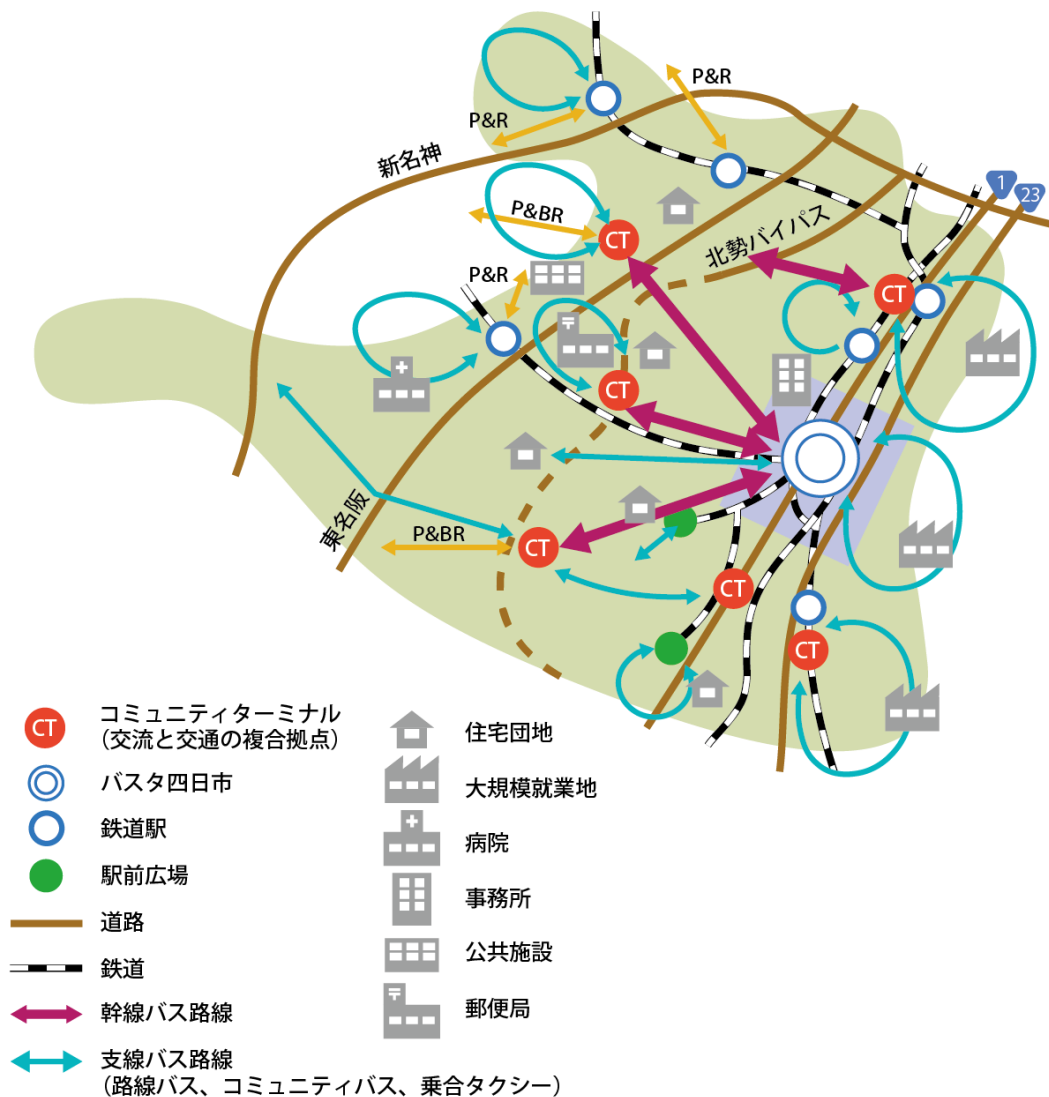 P&R
P&R
新名神
1
23
P&BR
CT
北勢バイパス
P&R
CT
〒
CT
東名阪
P&BR
CT
CT
CT
CT
コミュニティターミナル
（交流と交通の複合拠点）
バスタ四日市
鉄道駅
駅前広場
道路
鉄道
幹線バス路線
支線バス路線
（路線バス、コミュニティバス、乗合タクシー）
住宅団地
大規模就業地
病院
事務所
公共施設
〒
郵便局